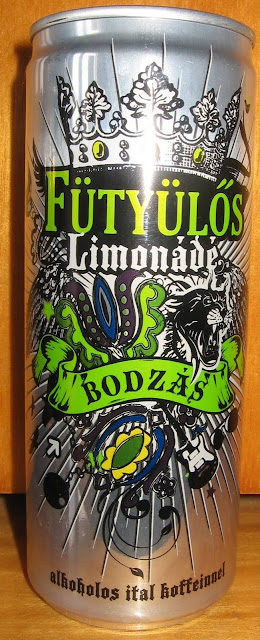 FÜTYÜLŐS
Limonádé
BODZÁS
alkoholos ital koffeinnel